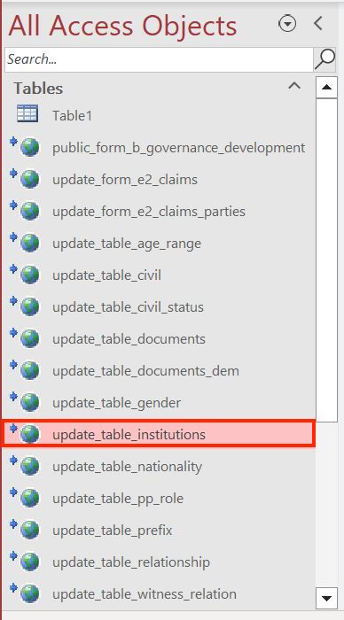 All Access Objects
Search...
Tables
Table1
public_form_b_governance_development
update_form_e2_claims
update_form_e2_claims_parties
update_table_age_range
update_table_civil
update_table_civil_status
update_table_documents
update_table_documents_dem
update_table_gender
update_table_institutions
update_table_nationality
update_table_pp_role
update_table_prefix
update_table_relationship
update_table_witness_relation